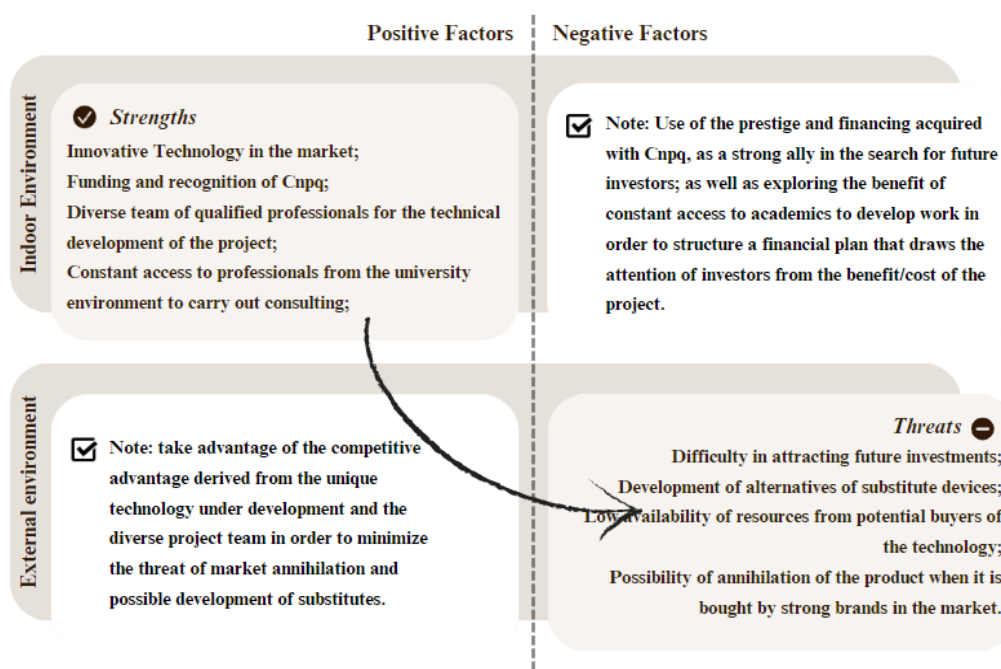 Positive Factors
Negative Factors
Indoor Environment
Strengths
Innovative Technology in the market;
Funding and recognition of Cnpq;
Diverse team of qualified professionals for the technical
development of the project;
Constant access to professionals from the university
environment to carry out consulting;
Note: Use of the prestige and financing acquired
with Cnpq, as a strong ally in the search for future
investors; as well as exploring the benefit of
constant access to academics to develop work in
order to structure a financial plan that draws the
attention of investors from the benefit/cost of the
project.
External environment
Note: take advantage of the competitive
advantage derived from the unique
technology under development and the
diverse project team in order to minimize
the threat of market annihilation and
possible development of substitutes.
Threats
Difficulty in attracting future investments;
Development of alternatives of substitute devices;
Low availability of resources from potential buyers of
the technology;
Possibility of annihilation of the product when it is
bought by strong brands in the market.